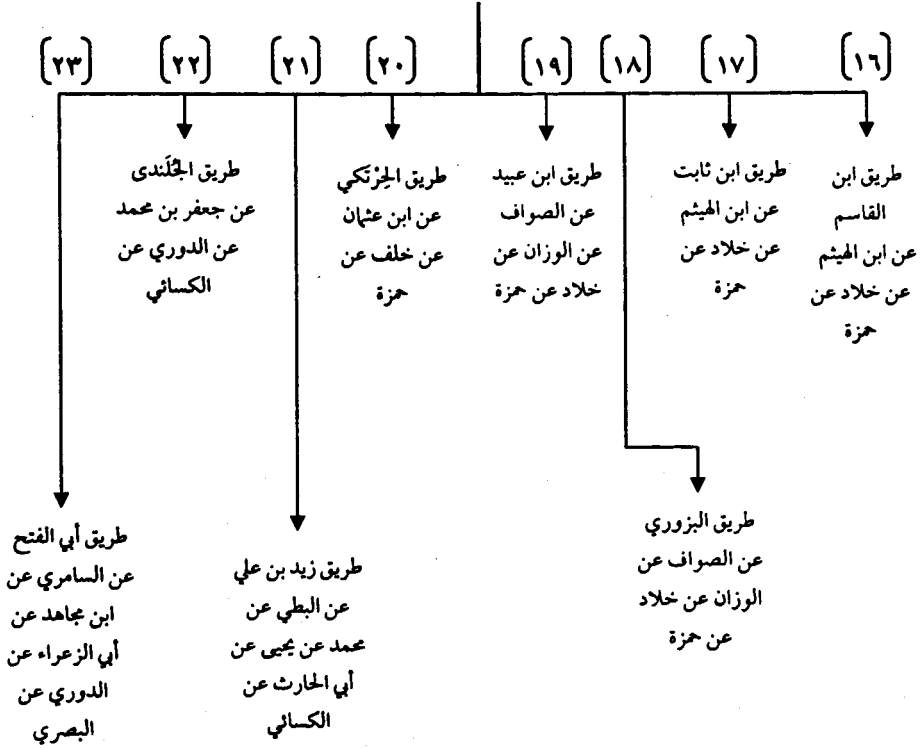 [١٦]
[١٧]
[١٨]
[١٩]
[٢٠]
[٢١]
[٢٢]
[٢٣]
طريق ابن
القاسم
عن ابن الهيثم
عن خلاد عن
حمزة
طريق ابن ثابت
عن ابن الهيثم
عن خلاد عن
حمزة
طريق ابن عبيد
عن الصواف
عن الوزان عن
خلاد عن حمزة
طريق الحِرْتَكي
عن ابن عثمان
عن خلف عن
حمزة
طريق الجُلَندى
عن جعفر بن محمد
عن الدوري عن
الكسائي
طريق البزوري
عن الصواف عن
الوزان عن خلاد
عن حمزة
طريق زيد بن علي
عن البطي عن
محمد عن يحيى عن
أبي الحارث عن
الكسائي
طريق أبي الفتح
عن السامري عن
ابن مجاهد عن
أبي الزعراء عن
الدوري عن
البصري